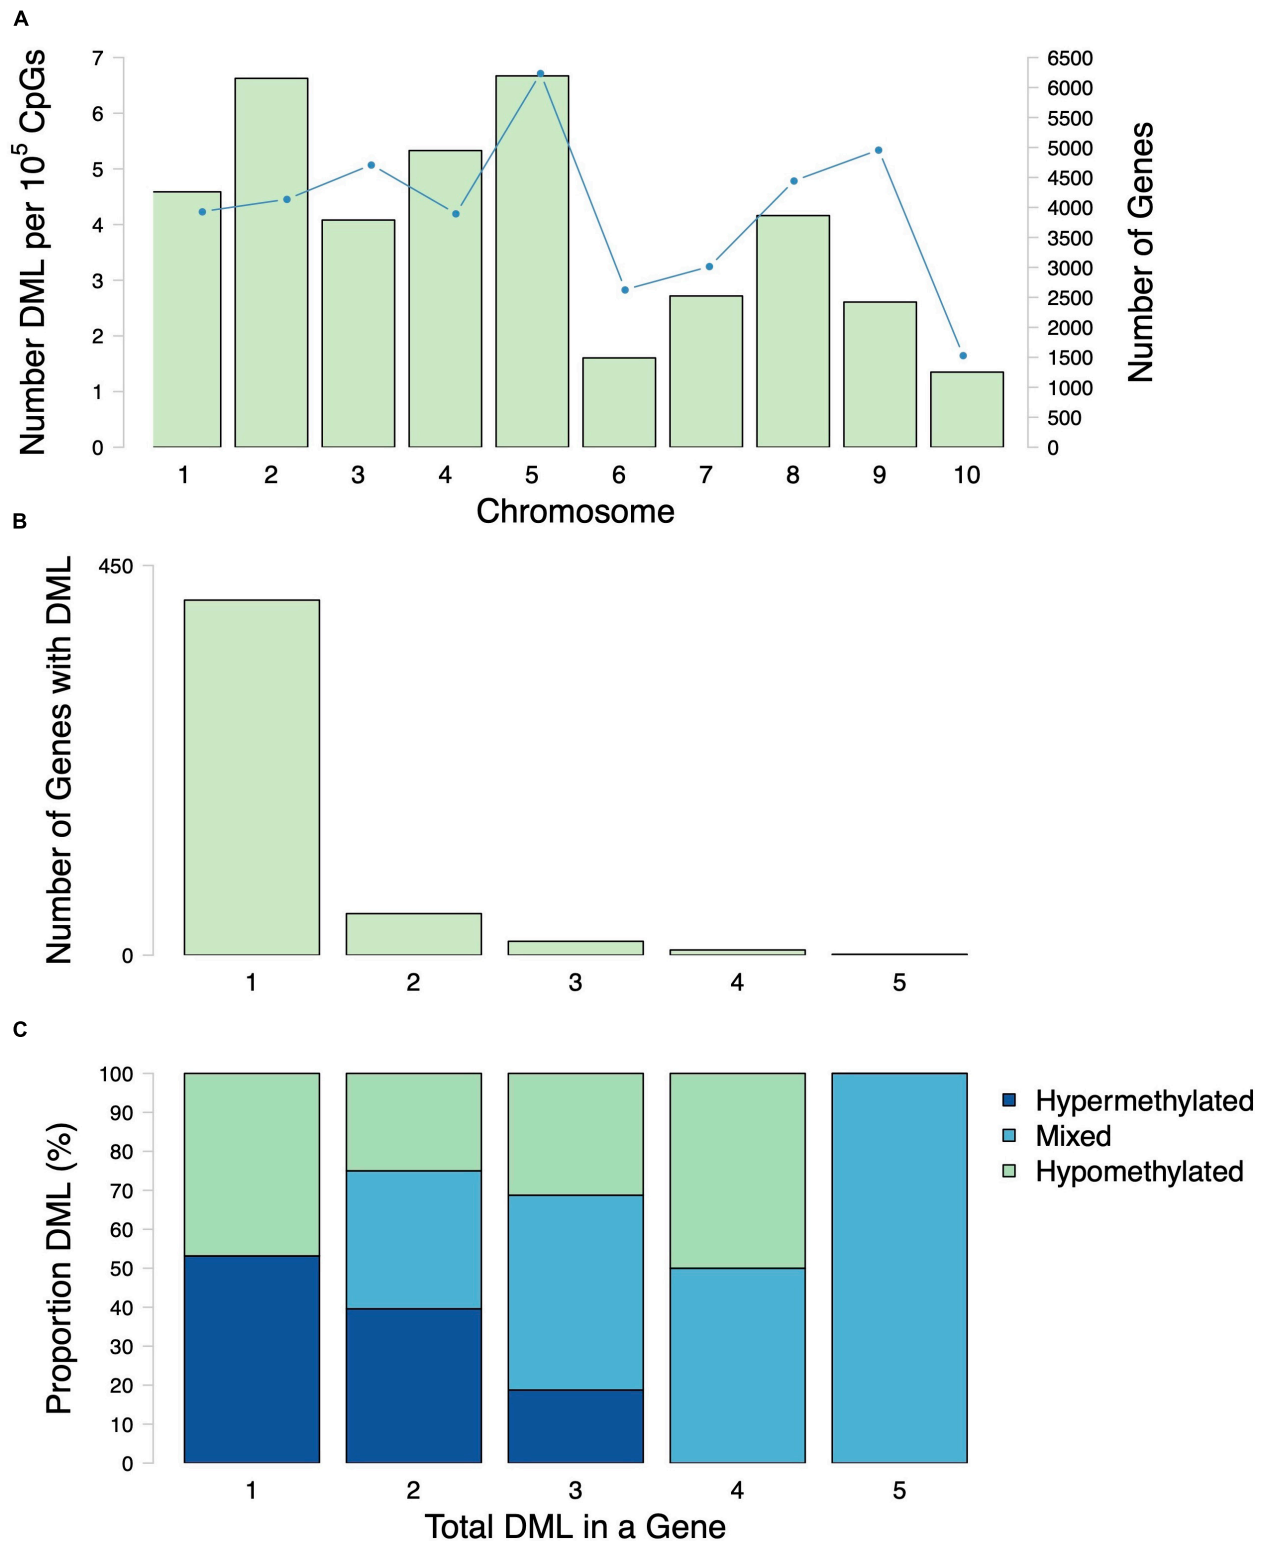 A
Number DML per 10⁵ CpGs
7
6
5
4
3
2
1
0
6500
6000
5500
5000
4500
4000
3500
3000
2500
2000
1500
1000
500
0
Number of Genes
1 2 3 4 5 6 7 8 9 10
Chromosome
B
Number of Genes with DML
450
0
1 2 3 4 5
C
Proportion DML (%)
100
90
80
70
60
50
40
30
20
10
0
Hypermethylated
Mixed
Hypomethylated
1 2 3 4 5
Total DML in a Gene